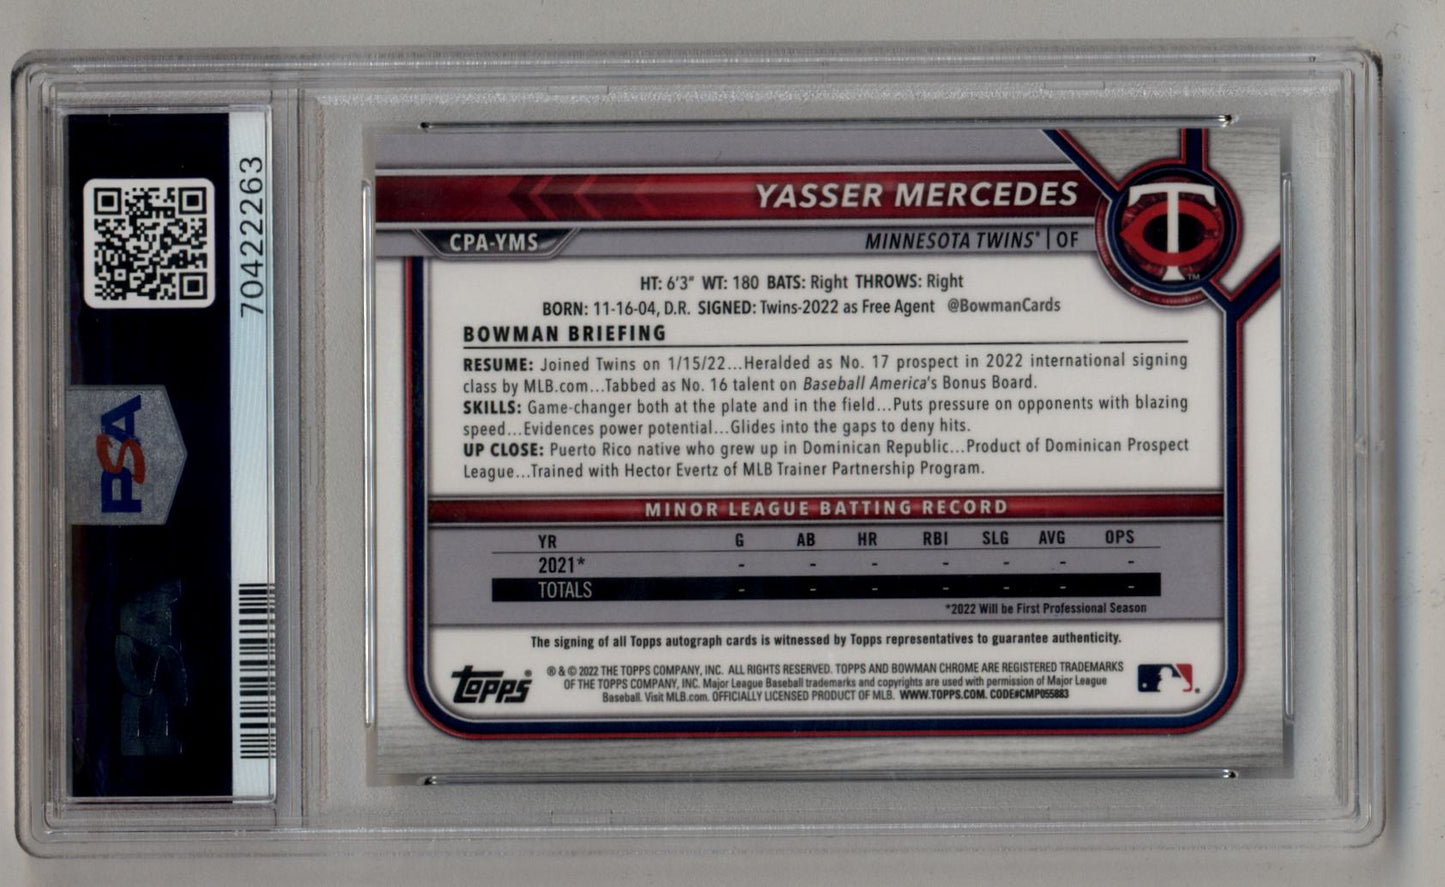 70422263
PSA
PSA
YASSER MERCEDES
CPA-YMS
MINNESOTA TWINS® | OF
TC
™
HT: 6'3" WT: 180 BATS: Right THROWS: Right
BORN: 11-16-04, D.R. SIGNED: Twins-2022 as Free Agent @BowmanCards
BOWMAN BRIEFING
RESUME: Joined Twins on 1/15/22...Heralded as No. 17 prospect in 2022 international signing
class by MLB.com...Tabbed as No. 16 talent on Baseball America's Bonus Board.
SKILLS: Game-changer both at the plate and in the field...Puts pressure on opponents with blazing
speed...Evidences power potential...Glides into the gaps to deny hits.
UP CLOSE: Puerto Rico native who grew up in Dominican Republic...Product of Dominican Prospect
League...Trained with Hector Evertz of MLB Trainer Partnership Program.
MINOR LEAGUE BATTING RECORD
YR G AB HR RBI SLG AVG OPS
2021* - - - - - - -
TOTALS - - - - - - -
*2022 Will be First Professional Season
The signing of all Topps autograph cards is witnessed by Topps representatives to guarantee authenticity.
Topps®
® & © 2022 THE TOPPS COMPANY, INC. ALL RIGHTS RESERVED. TOPPS AND BOWMAN CHROME ARE REGISTERED TRADEMARKS
OF THE TOPPS COMPANY, INC. Major League Baseball trademarks and copyrights are used with permission of Major League
Baseball. Visit MLB.com. OFFICIALLY LICENSED PRODUCT OF MLB. WWW.TOPPS.COM. CODE#CMP055883